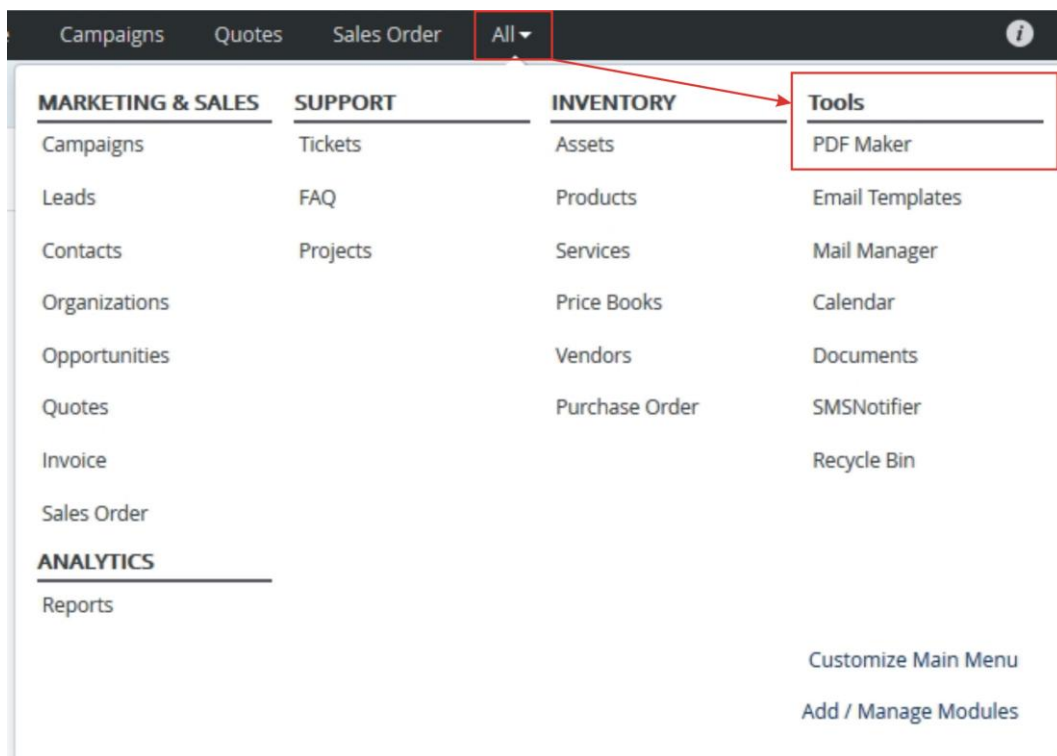 Campaigns Quotes Sales Order All
MARKETING & SALES
Campaigns
Leads
Contacts
Organizations
Opportunities
Quotes
Invoice
Sales Order
ANALYTICS
Reports
SUPPORT
Tickets
FAQ
Projects
INVENTORY
Assets
Products
Services
Price Books
Vendors
Purchase Order
Tools
PDF Maker
Email Templates
Mail Manager
Calendar
Documents
SMSNotifier
Recycle Bin
Customize Main Menu
Add / Manage Modules